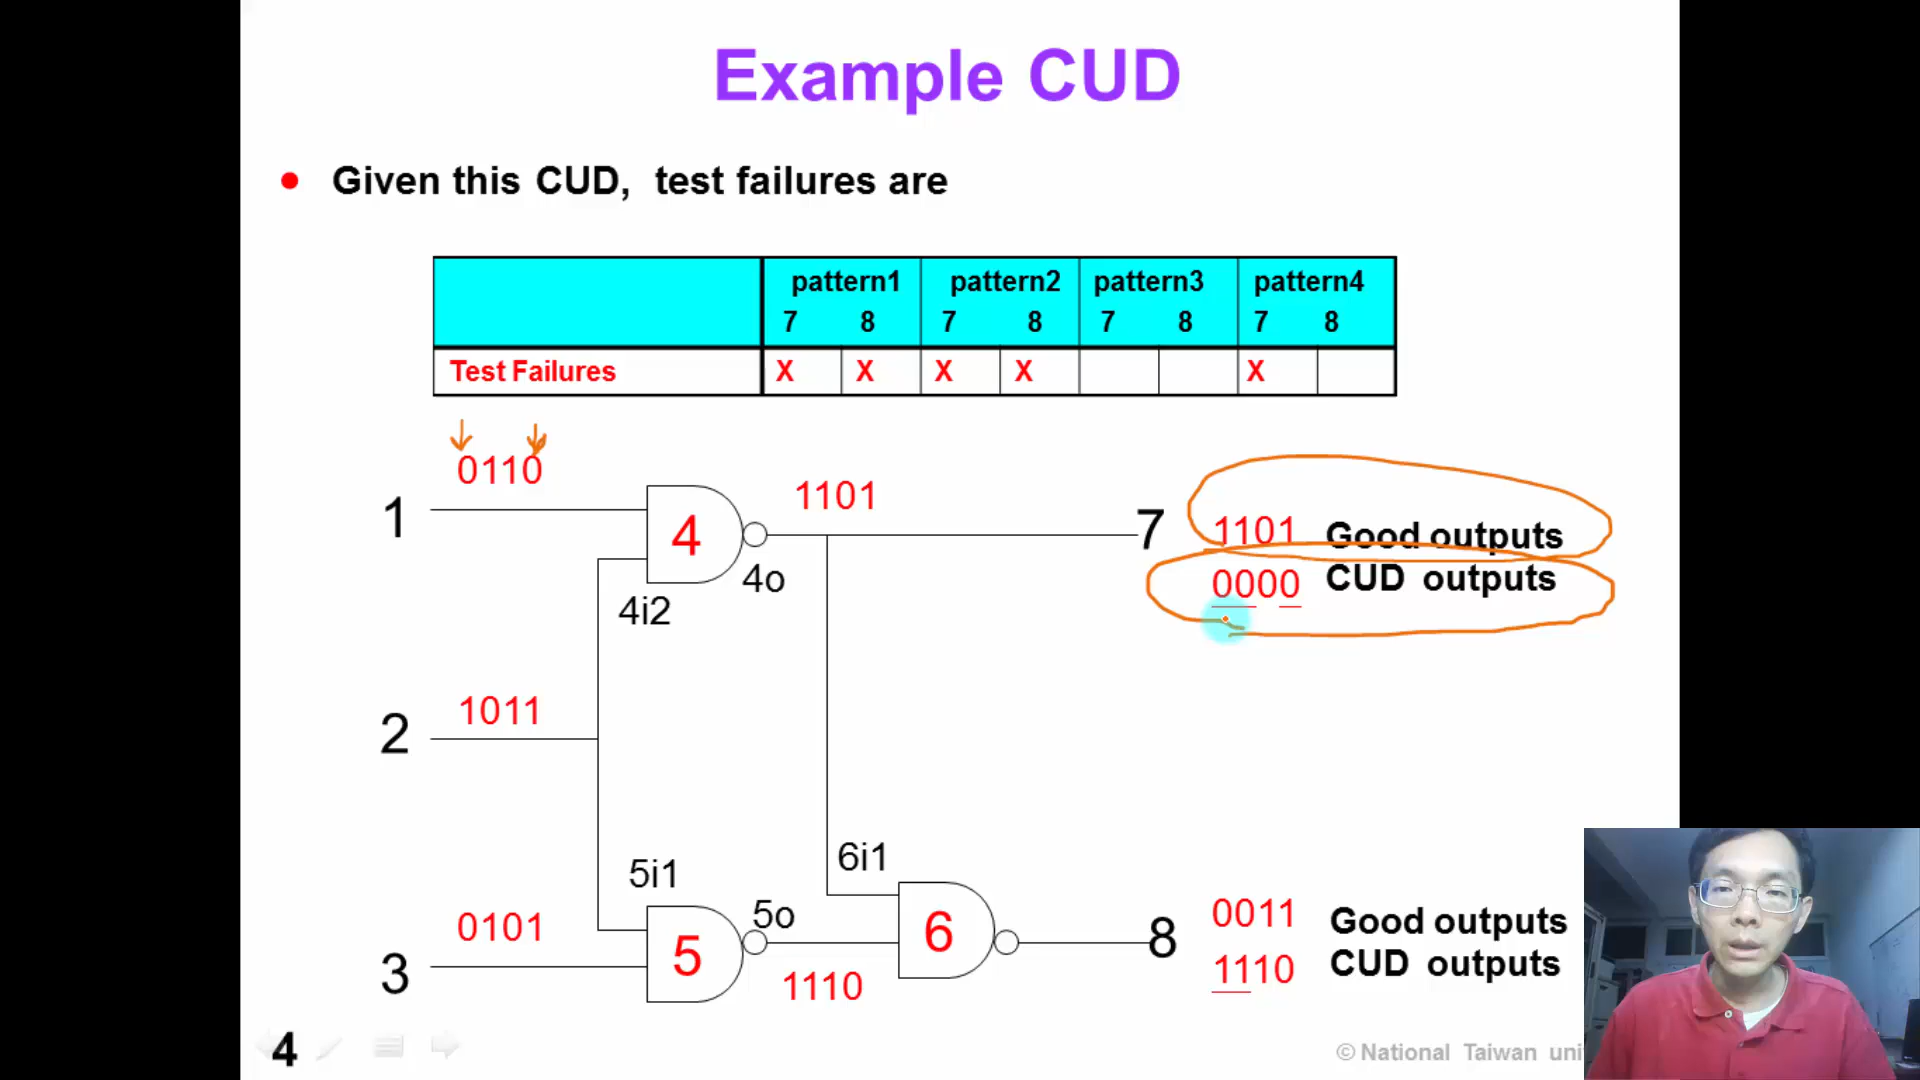 Example CUD
Given this CUD, test failures are
pattern1 pattern2 pattern3 pattern4
7 8 7 8 7 8 7 8
Test Failures X X X X X
0110
1 4 1101 7 1101 Good outputs
4o 0000 CUD outputs
4i2
1011
2
5i1 6i1
0101 5o 0011 Good outputs
3 5 6 8 1110 CUD outputs
1110
4 © National Taiwan